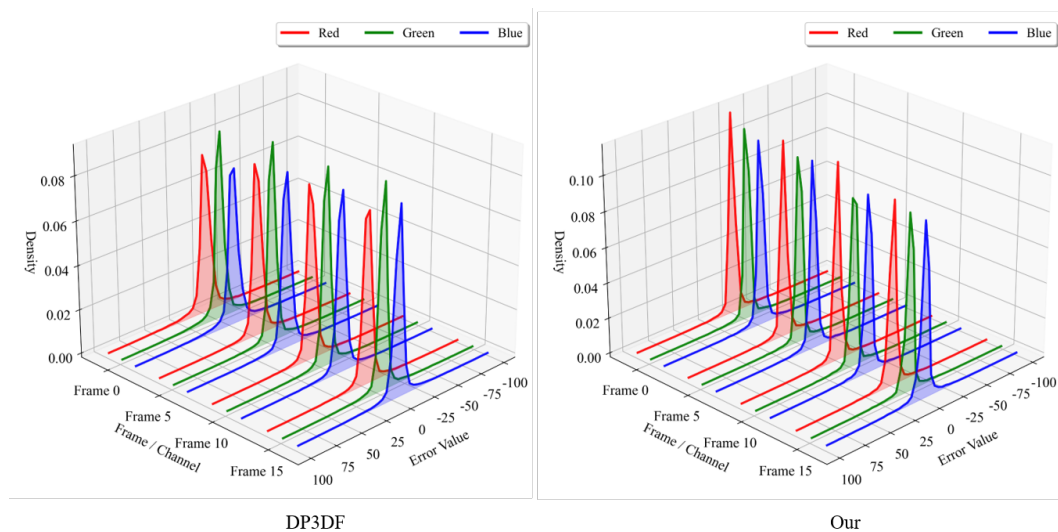 Red Green Blue
0.08
0.06
0.04
0.02
0.00
Density
Frame 0
Frame 5
Frame 10
Frame 15
Frame / Channel
100
75
50
25
0
-25
-50
-75
-100
Error Value
DP3DF
Red Green Blue
0.10
0.08
0.06
0.04
0.02
0.00
Density
Frame 0
Frame 5
Frame 10
Frame 15
Frame / Channel
100
75
50
25
0
-25
-50
-75
-100
Error Value
Our